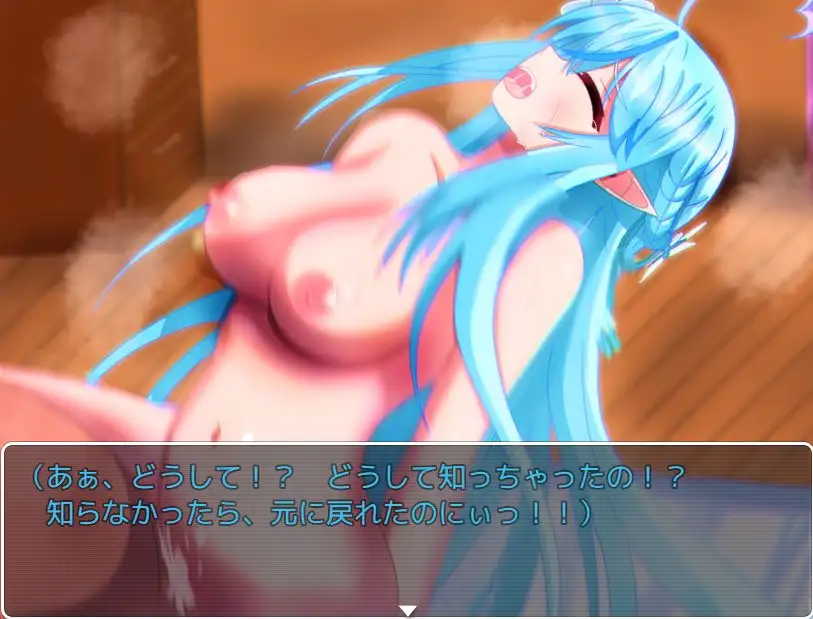 （あぁ、どうして！？　どうして知っちゃったの！？
知らなかったら、元に戻れたのにぃっ！！）